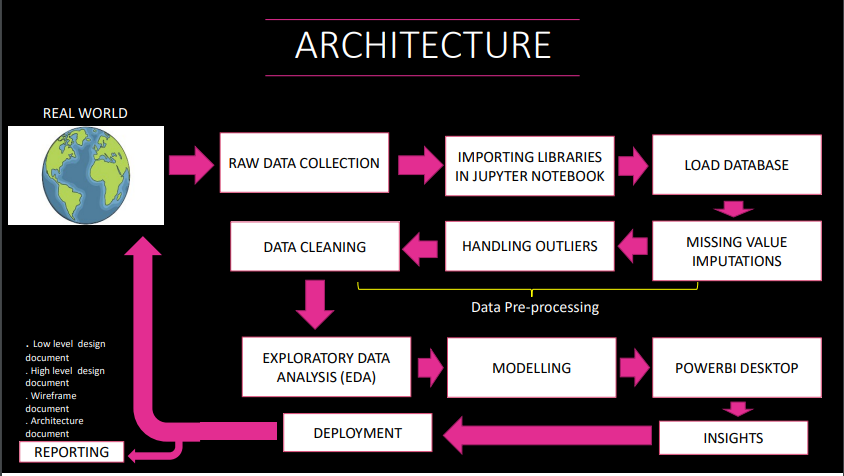 ARCHITECTURE
REAL WORLD
RAW DATA COLLECTION
IMPORTING LIBRARIES
IN JUPYTER NOTEBOOK
LOAD DATABASE
DATA CLEANING
HANDLING OUTLIERS
MISSING VALUE
IMPUTATIONS
Data Pre-processing
EXPLORATORY DATA
ANALYSIS (EDA)
MODELLING
POWERBI DESKTOP
. Low level design
document
. High level design
document
. Wireframe
document
. Architecture
document
REPORTING
DEPLOYMENT
INSIGHTS